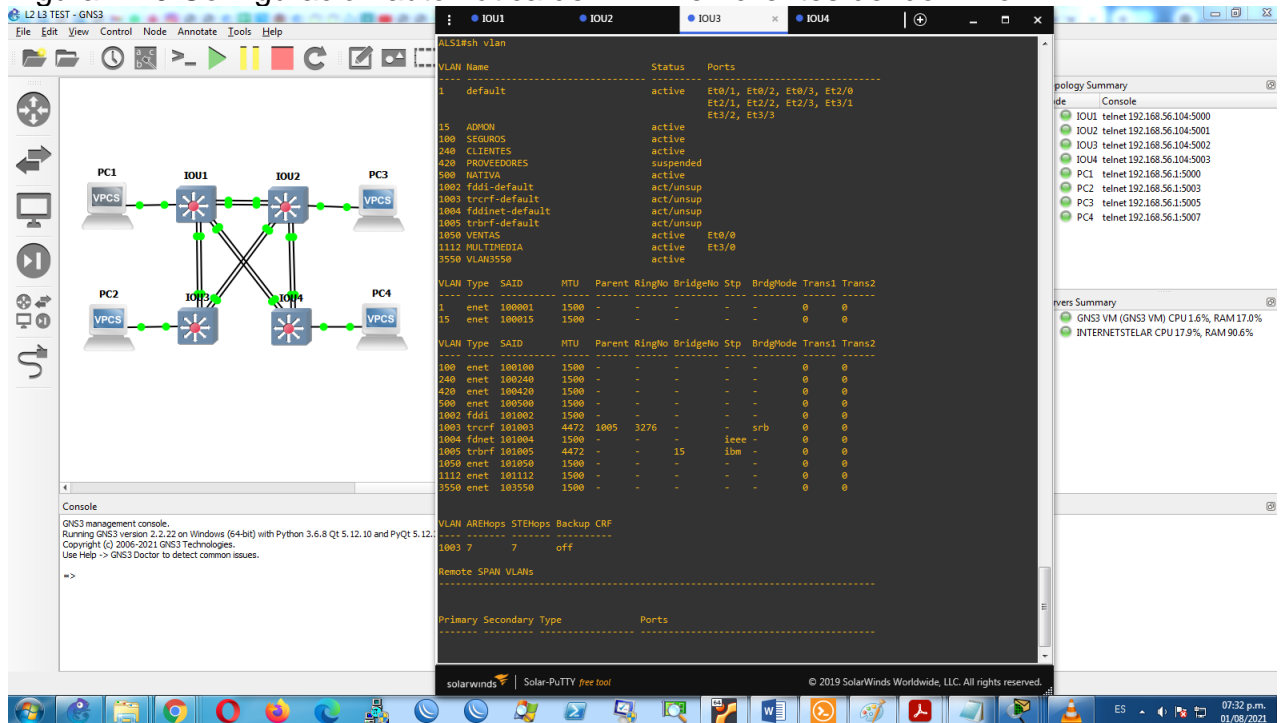 L2 L3 TEST - GNS3
File Edit View Control Node Annotate Tools Help
PC1
IOU1
IOU2
PC3
VPCS
VPCS
PC2
IOU3
IOU4
PC4
VPCS
VPCS
Console
GNS3 management console.
Running GNS3 version 2.2.22 on Windows (64-bit) with Python 3.6.8 Qt 5.12.10 and PyQt 5.12.
Copyright (c) 2006-2021 GNS3 Technologies.
Use Help -> GNS3 Doctor to detect common issues.
=>
IOU1 IOU2 IOU3 × IOU4
ALS1#sh vlan
VLAN Name Status Ports
---- -------------------------------- --------- -------------------------------
1 default active Et0/1, Et0/2, Et0/3, Et2/0
Et2/1, Et2/2, Et2/3, Et3/1
Et3/2, Et3/3
15 ADMON active
100 SEGUROS active
240 CLIENTES active
420 PROVEEDORES suspended
500 NATIVA active
1002 fddi-default act/unsup
1003 trcrf-default act/unsup
1004 fddinet-default act/unsup
1005 trbrf-default act/unsup
1050 VENTAS active Et0/0
1112 MULTIMEDIA active Et3/0
3550 VLAN3550 active
VLAN Type SAID MTU Parent RingNo BridgeNo Stp BrdgMode Trans1 Trans2
---- ----- ---------- ----- ------ ------ -------- ---- -------- ------ ------
1 enet 100001 1500 - - - - - 0 0
15 enet 100015 1500 - - - - - 0 0
VLAN Type SAID MTU Parent RingNo BridgeNo Stp BrdgMode Trans1 Trans2
---- ----- ---------- ----- ------ ------ -------- ---- -------- ------ ------
100 enet 100100 1500 - - - - - 0 0
240 enet 100240 1500 - - - - - 0 0
420 enet 100420 1500 - - - - - 0 0
500 enet 100500 1500 - - - - - 0 0
1002 fddi 101002 1500 - - - - - 0 0
1003 trcrf 101003 4472 1005 3276 - - srb 0 0
1004 fdnet 101004 1500 - - - ieee - 0 0
1005 trbrf 101005 4472 - - 15 ibm - 0 0
1050 enet 101050 1500 - - - - - 0 0
1112 enet 101112 1500 - - - - - 0 0
3550 enet 103550 1500 - - - - - 0 0
VLAN AREHops STEHops Backup CRF
---- ------- ------- ----------
1003 7 7 off
Remote SPAN VLANs
------------------------------------------------------------------------------
Primary Secondary Type Ports
------- --------- ----------------- ------------------------------------------
solarwinds Solar-PuTTY free tool © 2019 SolarWinds Worldwide, LLC. All rights reserved.
pology Summary
de Console
IOU1 telnet 192.168.56.104:5000
IOU2 telnet 192.168.56.104:5001
IOU3 telnet 192.168.56.104:5002
IOU4 telnet 192.168.56.104:5003
PC1 telnet 192.168.56.1:5000
PC2 telnet 192.168.56.1:5003
PC3 telnet 192.168.56.1:5005
PC4 telnet 192.168.56.1:5007
rvers Summary
GNS3 VM (GNS3 VM) CPU 1.6%, RAM 17.0%
INTERNETSTELAR CPU 17.9%, RAM 90.6%
ES
07:32 p.m.
01/08/2021